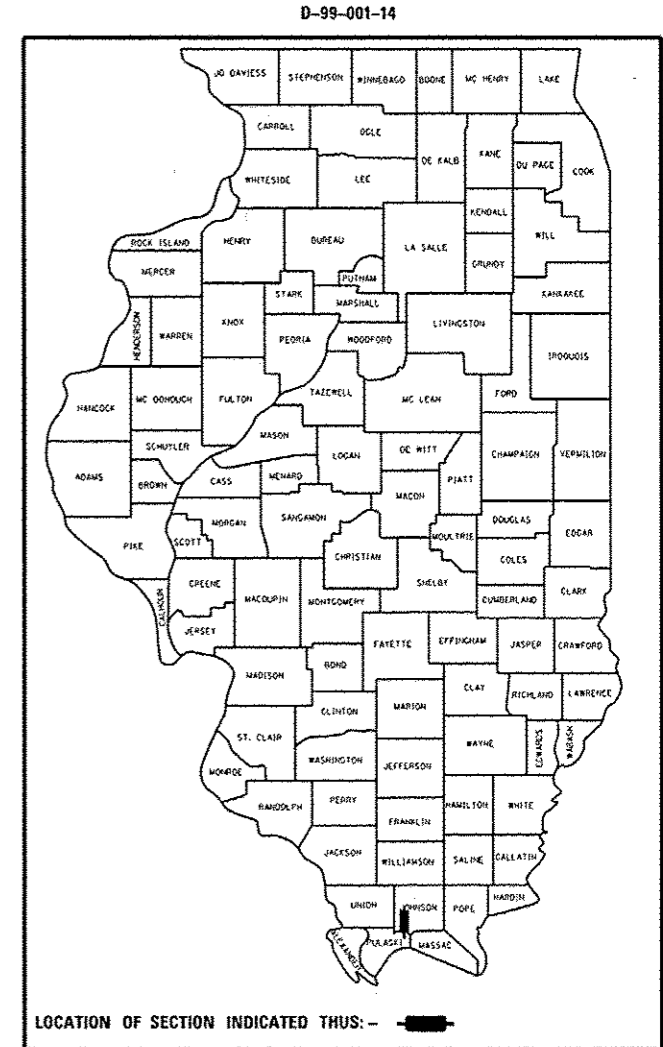 D-99-001-14
JO DAVIESS STEPHENSON WINNEBAGO BOONE MC HENRY LAKE
CARROLL OGLE
DE KALB KANE DU PAGE COOK
WHITESIDE LEE
KENDALL WILL
ROCK ISLAND HENRY BUREAU LA SALLE
MERCER PUTNAM GRUNDY
STARK MARSHALL KANKAKEE
HENDERSON WARREN KNOX PEORIA WOODFORD LIVINGSTON IROQUOIS
HANCOCK MC DONOUGH FULTON TAZEWELL MC LEAN FORD
SCHUYLER MASON LOGAN DE WITT CHAMPAIGN VERMILION
ADAMS BROWN CASS MENARD PIATT
MACON
PIKE SCOTT MORGAN SANGAMON MOULTRIE DOUGLAS EDGAR
CHRISTIAN COLES
CALHOUN GREENE MACOUPIN MONTGOMERY SHELBY CUMBERLAND CLARK
JERSEY FAYETTE EFFINGHAM JASPER CRAWFORD
MADISON BOND
CLAY RICHLAND LAWRENCE
CLINTON MARION
ST. CLAIR WAYNE EDWARDS WABASH
MONROE WASHINGTON JEFFERSON
RANDOLPH PERRY HAMILTON WHITE
FRANKLIN
JACKSON WILLIAMSON SALINE GALLATIN
UNION JOHNSON POPE HARDIN
ALEXANDER PULASKI MASSAC
LOCATION OF SECTION INDICATED THUS: -